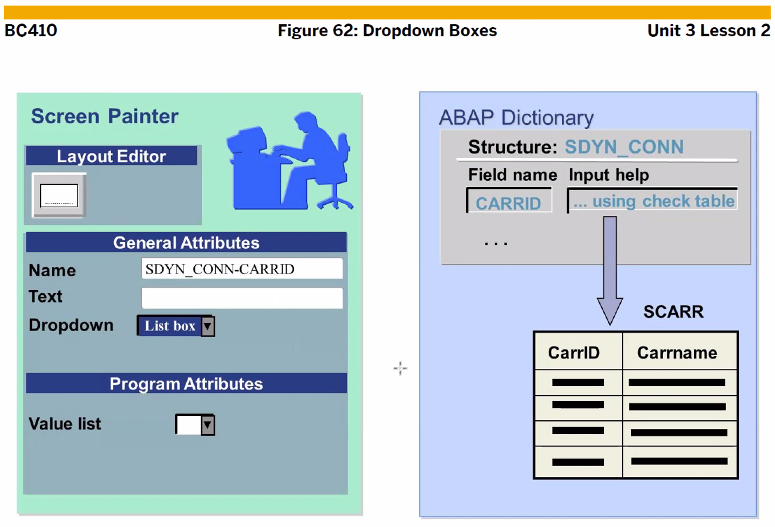 BC410 Figure 62: Dropdown Boxes Unit 3 Lesson 2
Screen Painter
Layout Editor
General Attributes
Name SDYN_CONN-CARRID
Text
Dropdown List box
Program Attributes
Value list
ABAP Dictionary
Structure: SDYN_CONN
Field name Input help
CARRID ... using check table
...
SCARR
CarrID Carrname